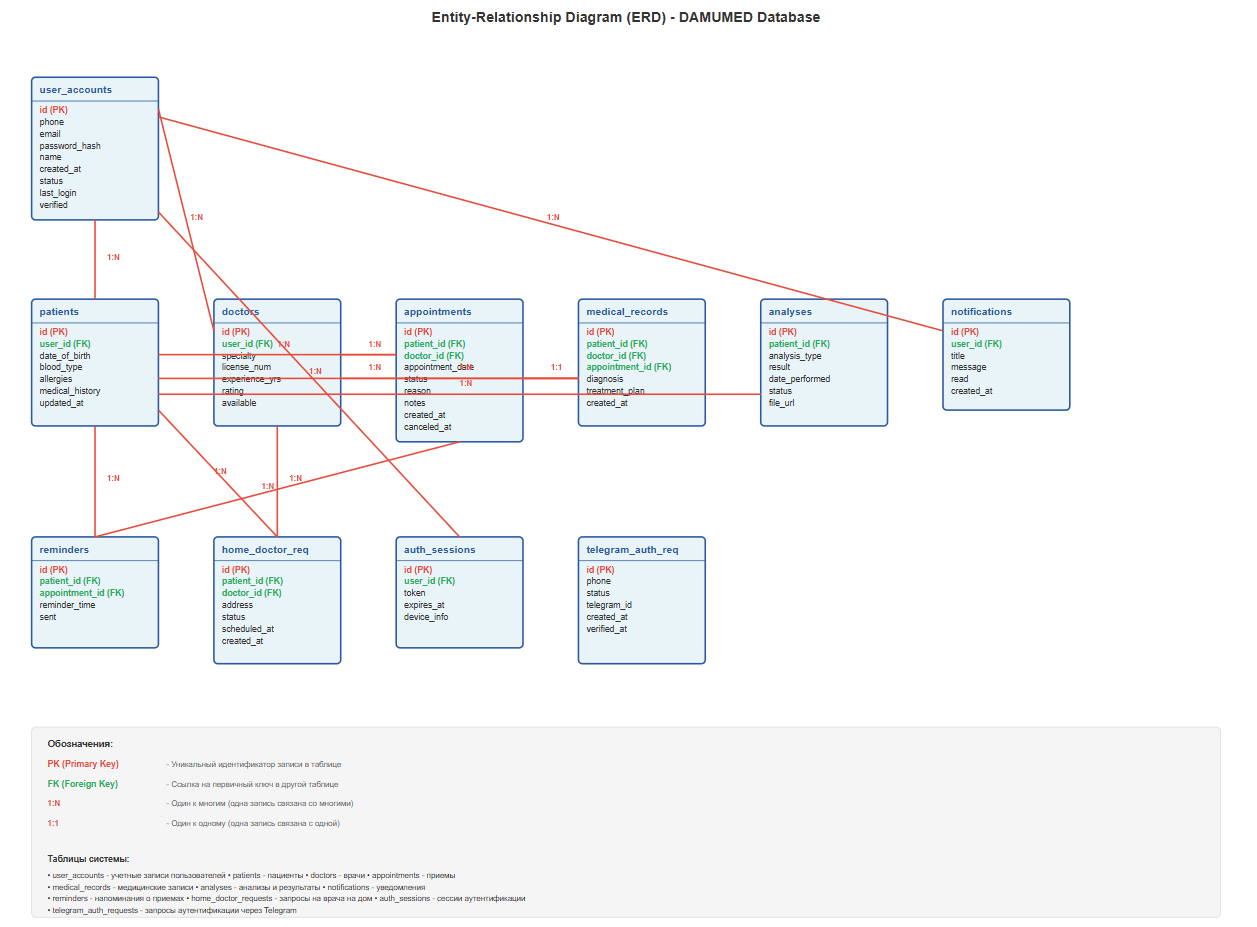 Entity-Relationship Diagram (ERD) - DAMUMED Database
user_accounts
id (PK)
phone
email
password_hash
name
created_at
status
last_login
verified
1:N
1:N
1:N
patients
id (PK)
user_id (FK)
date_of_birth
blood_type
allergies
medical_history
updated_at
doctors
id (PK)
user_id (FK)
specialty
license_num
experience_yrs
rating
available
1:N
1:N
1:N
1:N
appointments
id (PK)
patient_id (FK)
doctor_id (FK)
appointment_date
status
reason
notes
created_at
canceled_at
1:N
1:1
medical_records
id (PK)
patient_id (FK)
doctor_id (FK)
appointment_id (FK)
diagnosis
treatment_plan
created_at
analyses
id (PK)
patient_id (FK)
analysis_type
result
date_performed
status
file_url
notifications
id (PK)
user_id (FK)
title
message
read
created_at
1:N
1:N
1:N
1:N
reminders
id (PK)
patient_id (FK)
appointment_id (FK)
reminder_time
sent
home_doctor_req
id (PK)
patient_id (FK)
doctor_id (FK)
address
status
scheduled_at
created_at
auth_sessions
id (PK)
user_id (FK)
token
expires_at
device_info
telegram_auth_req
id (PK)
phone
status
telegram_id
created_at
verified_at
Обозначения:
PK (Primary Key) - Уникальный идентификатор записи в таблице
FK (Foreign Key) - Ссылка на первичный ключ в другой таблице
1:N - Один к многим (одна запись связана со многими)
1:1 - Один к одному (одна запись связана с одной)
Таблицы системы:
• user_accounts - учетные записи пользователей • patients - пациенты • doctors - врачи • appointments - приемы
• medical_records - медицинские записи • analyses - анализы и результаты • notifications - уведомления
• reminders - напоминания о приемах • home_doctor_requests - запросы на врача на дом • auth_sessions - сессии аутентификации
• telegram_auth_requests - запросы аутентификации через Telegram